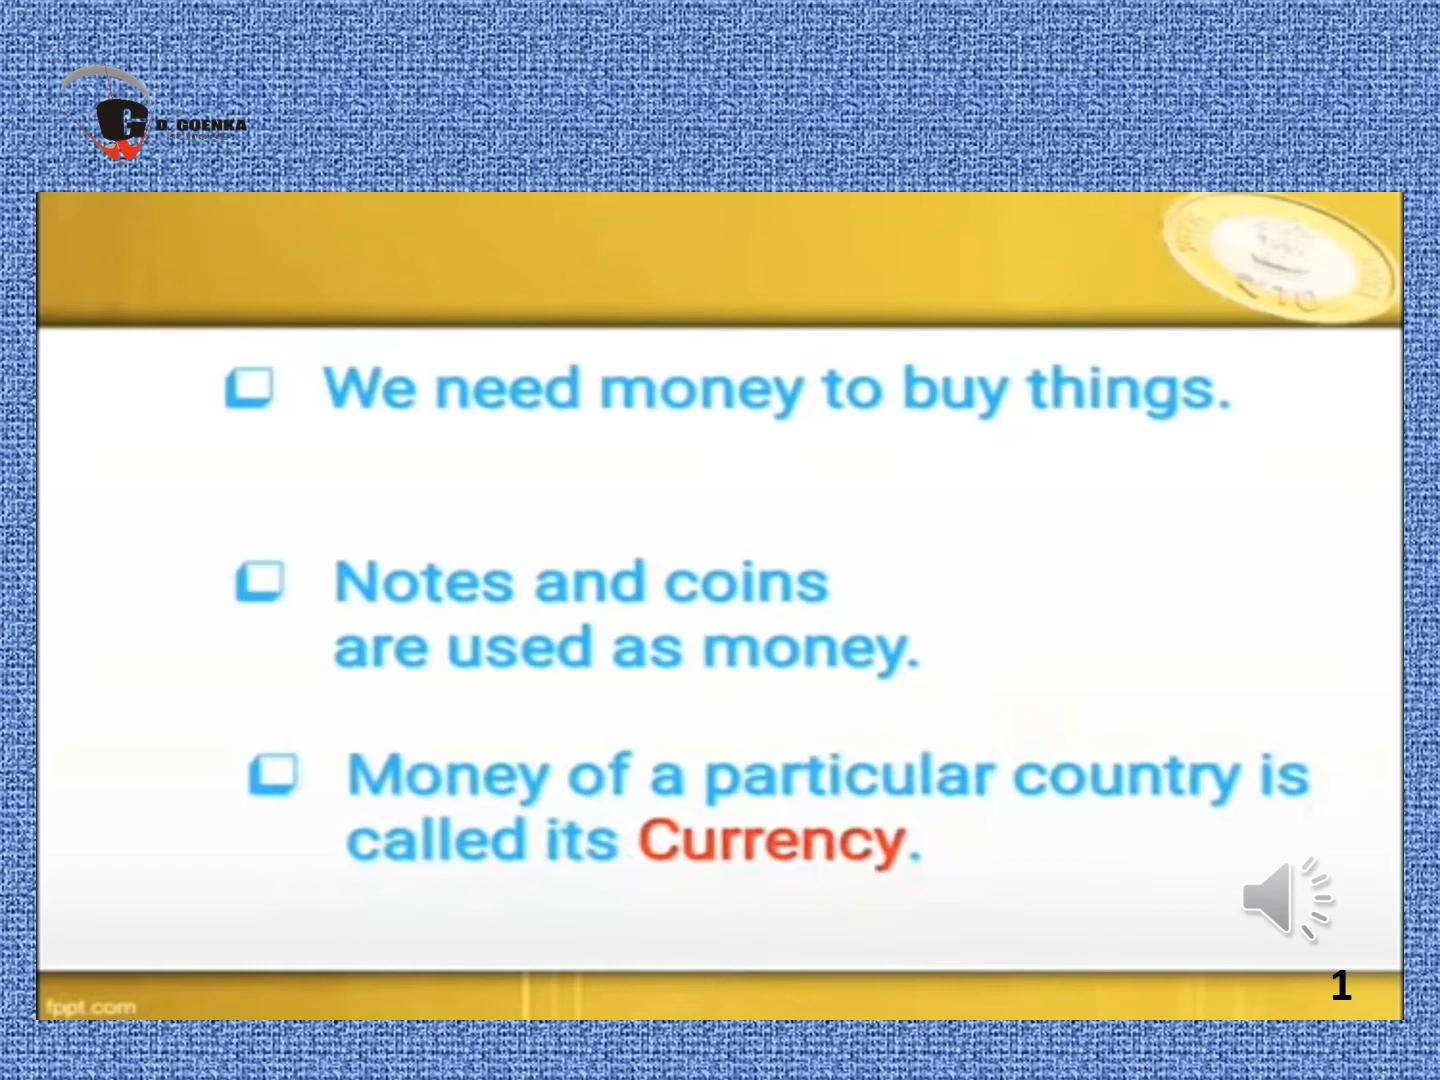 G D. GOENKA
₹10
We need money to buy things.
Notes and coins
are used as money.
Money of a particular country is
called its Currency.
1
fppt.com